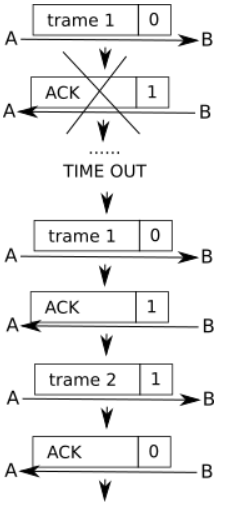 trame 1 0
A B
ACK 1
A B
......
TIME OUT
trame 1 0
A B
ACK 1
A B
trame 2 1
A B
ACK 0
A B